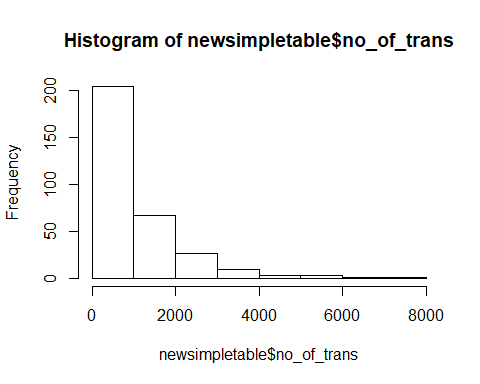 Histogram of newsimpletable$no_of_trans
Frequency
200
150
100
50
0
0 2000 4000 6000 8000
newsimpletable$no_of_trans